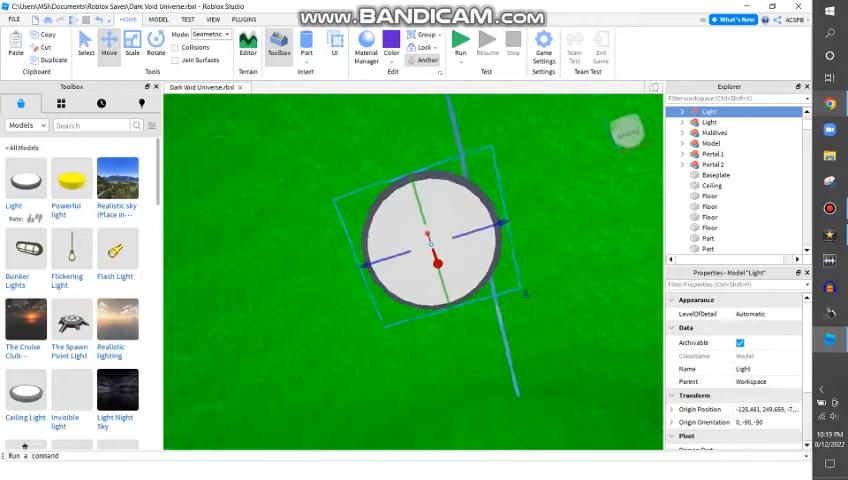 C:\Users\MSI\Documents\Roblox Saves\Dark Void Universe.rbxl - Roblox Studio
www.BANDICAM.com
FILE HOME MODEL TEST VIEW PLUGINS
What's New ACSPB
Paste Copy Cut Duplicate
Clipboard
Select Move Scale Rotate
Mode: Geometric
Collisions
Join Surfaces
Tools
Editor
Terrain
Toolbox Part UI
Insert
Material Manager Color Group Lock Anchor
Edit
Run Resume Stop
Test
Game Settings
Settings
Team Test Exit Game
Team Test
Toolbox
Dark Void Universe.rbxl
Models Search
All Models
Light Powerful light Realistic sky (Place in-...
Rate:
Bunker Lights Flickering Light Flash Light
The Cruise Club-... The Spawn Point Light Realistic lighting
Ceiling Light Invisible light Light Night Sky
Explorer
Filter workspace (Ctrl+Shift+X)
Light
Light
Maldives
Model
Portal 1
Portal 2
Baseplate
Ceiling
Floor
Floor
Floor
Floor
Part
Part
Properties - Model "Light"
Filter Properties (Ctrl+Shift+P)
Appearance
LevelOfDetail Automatic
Data
Archivable
ClassName Model
Name Light
Parent Workspace
Transform
Origin Position -128.461, 249.659, -7...
Origin Orientation 0, -90, -90
Pivot
Run a command
10:19 PM
8/12/2022